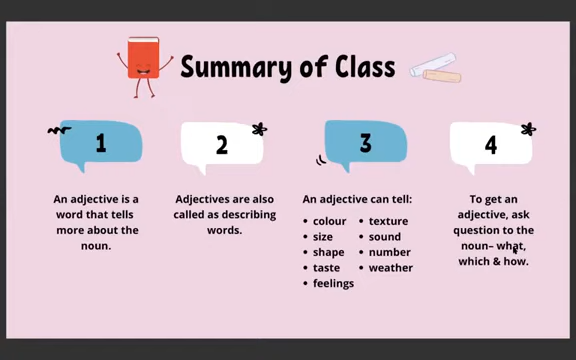 Summary of Class
1
An adjective is a
word that tells
more about the
noun.
2
Adjectives are also
called as describing
words.
3
An adjective can tell:
• colour
• size
• shape
• taste
• feelings
• texture
• sound
• number
• weather
4
To get an
adjective, ask
question to the
noun– what,
which & how.